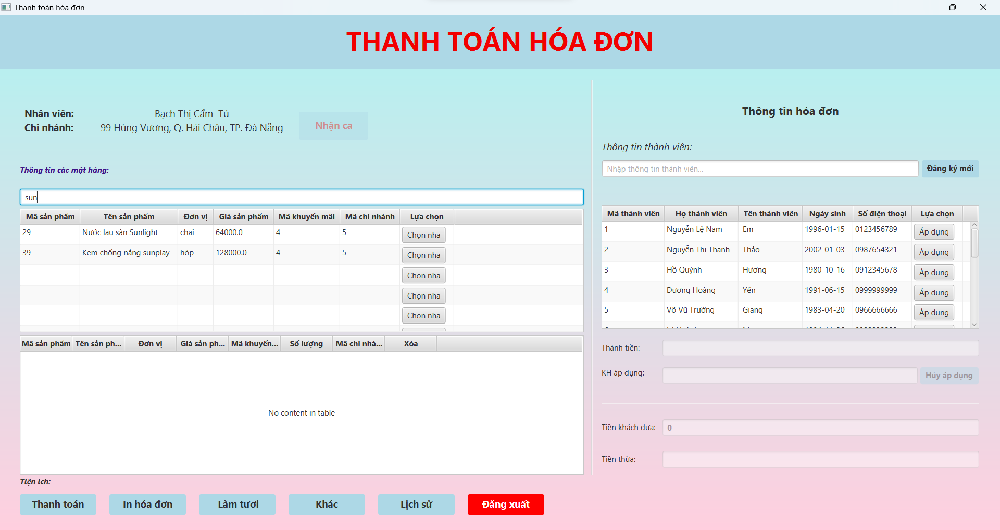 Thanh toán hóa đơn
THANH TOÁN HÓA ĐƠN
Nhân viên: Bạch Thị Cẩm  Tú
Chi nhánh: 99 Hùng Vương, Q. Hải Châu, TP. Đà Nẵng
Nhận ca
Thông tin các mặt hàng:
sun
Mã sản phẩm Tên sản phẩm Đơn vị Giá sản phẩm Mã khuyến mãi Mã chi nhánh Lựa chọn
29 Nước lau sàn Sunlight chai 64000.0 4 5 Chọn nha
39 Kem chống nắng sunplay hộp 128000.0 4 5 Chọn nha
Chọn nha
Chọn nha
Chọn nha
Mã sản phẩm Tên sản ph... Đơn vị Giá sản ph... Mã khuyến... Số lượng Mã chi nhá... Xóa
No content in table
Tiện ích:
Thanh toán In hóa đơn Làm tươi Khác Lịch sử Đăng xuất
Thông tin hóa đơn
Thông tin thành viên:
Nhập thông tin thành viên... Đăng ký mới
Mã thành viên Họ thành viên Tên thành viên Ngày sinh Số điện thoại Lựa chọn
1 Nguyễn Lệ Nam Em 1996-01-15 0123456789 Áp dụng
2 Nguyễn Thị Thanh Thảo 2002-01-03 0987654321 Áp dụng
3 Hồ Quỳnh Hương 1980-10-16 0912345678 Áp dụng
4 Dương Hoàng Yến 1991-06-15 0999999999 Áp dụng
5 Võ Vũ Trường Giang 1983-04-20 0966666666 Áp dụng
Thành tiền:
KH áp dụng: Hủy áp dụng
Tiền khách đưa: 0
Tiền thừa: